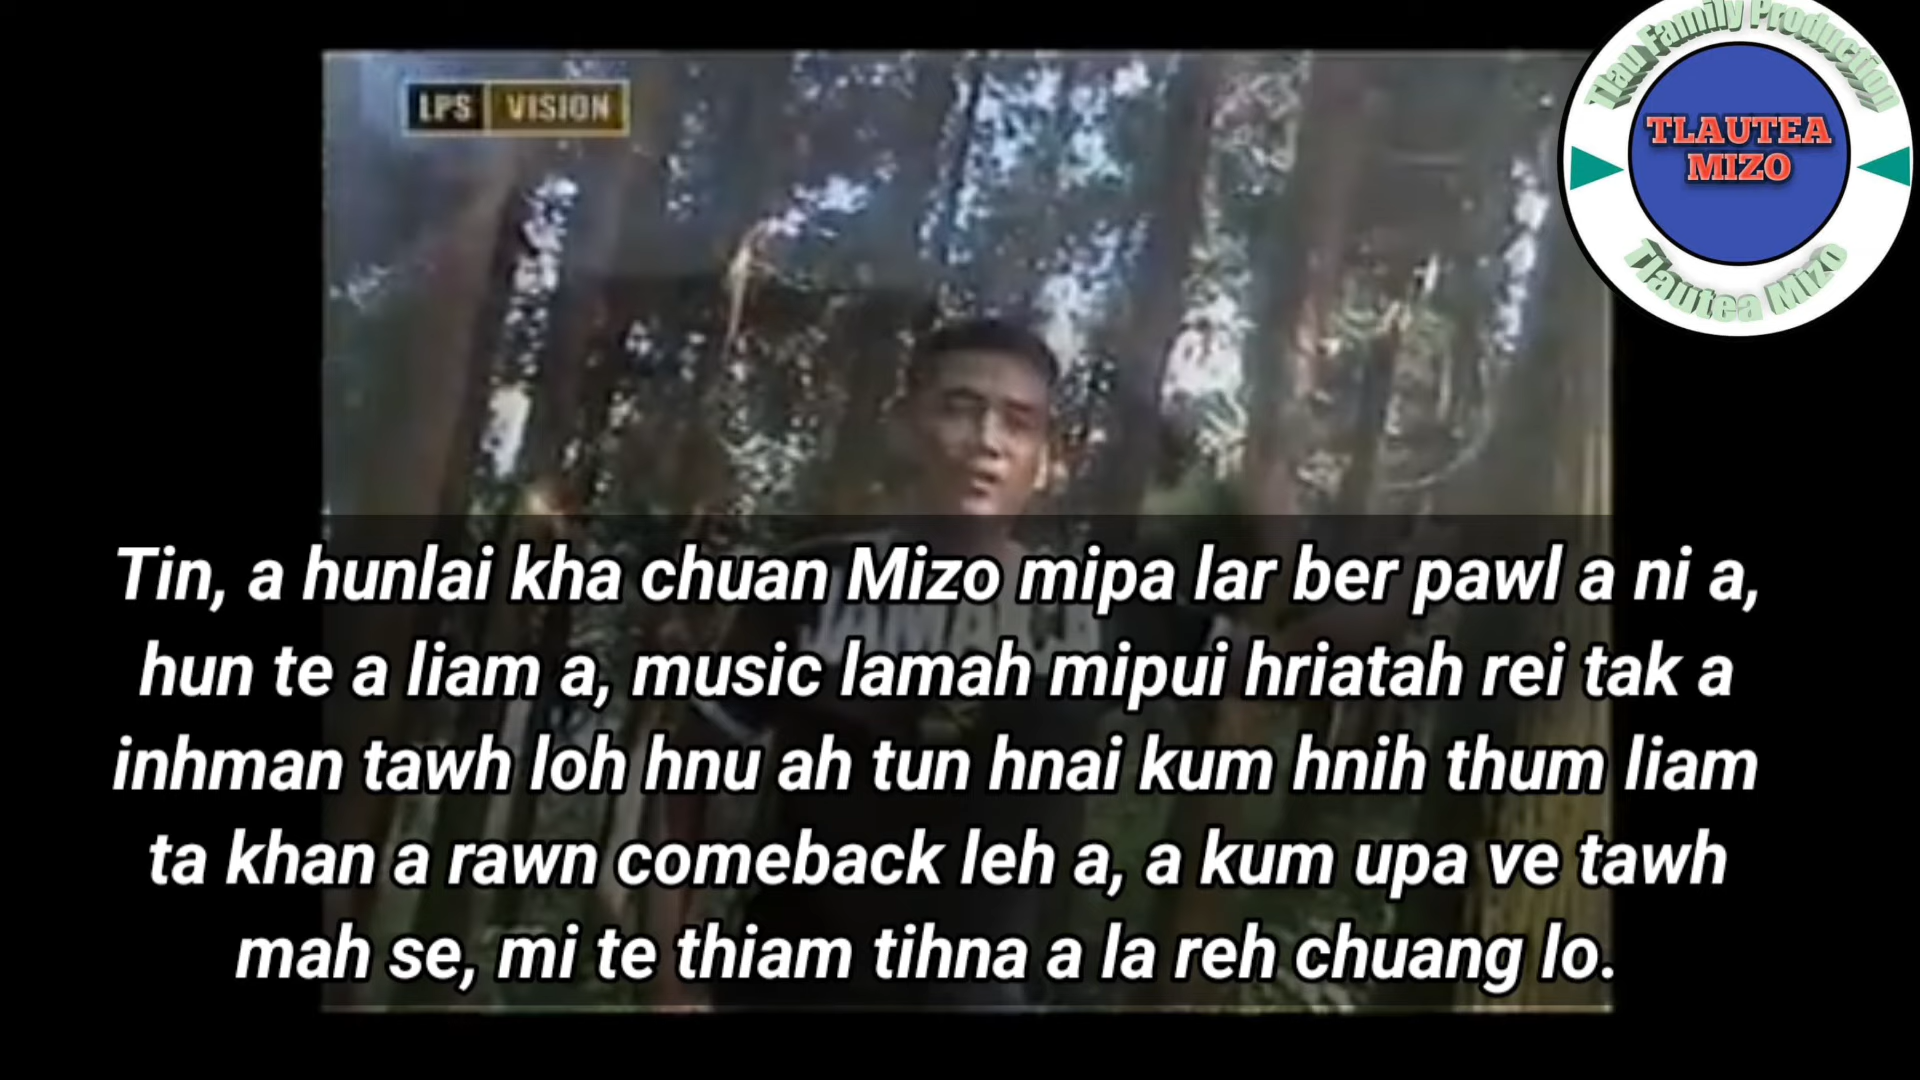 LPS VISION
Tlau Family Production
TLAUTEA
MIZO
Tlautea Mizo
Tin, a hunlai kha chuan Mizo mipa lar ber pawl a ni a,
hun te a liam a, music lamah mipui hriatah rei tak a
inhman tawh loh hnu ah tun hnai kum hnih thum liam
ta khan a rawn comeback leh a, a kum upa ve tawh
mah se, mi te thiam tihna a la reh chuang lo.